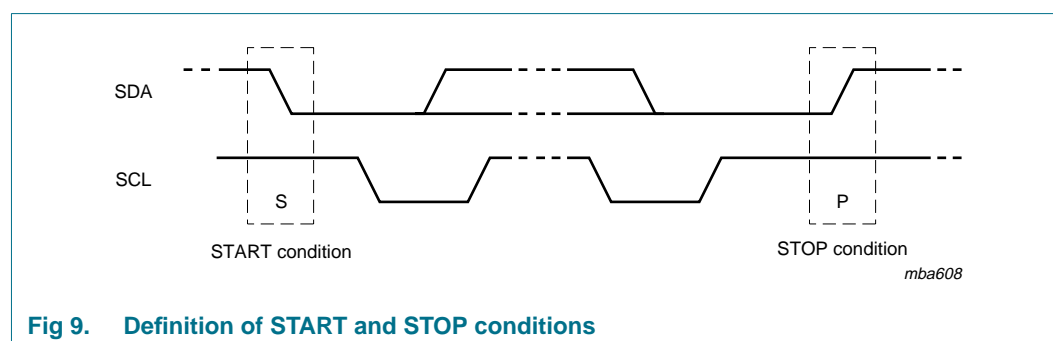 SDA
SCL
S
P
START condition
STOP condition
mba608
Fig 9. Definition of START and STOP conditions